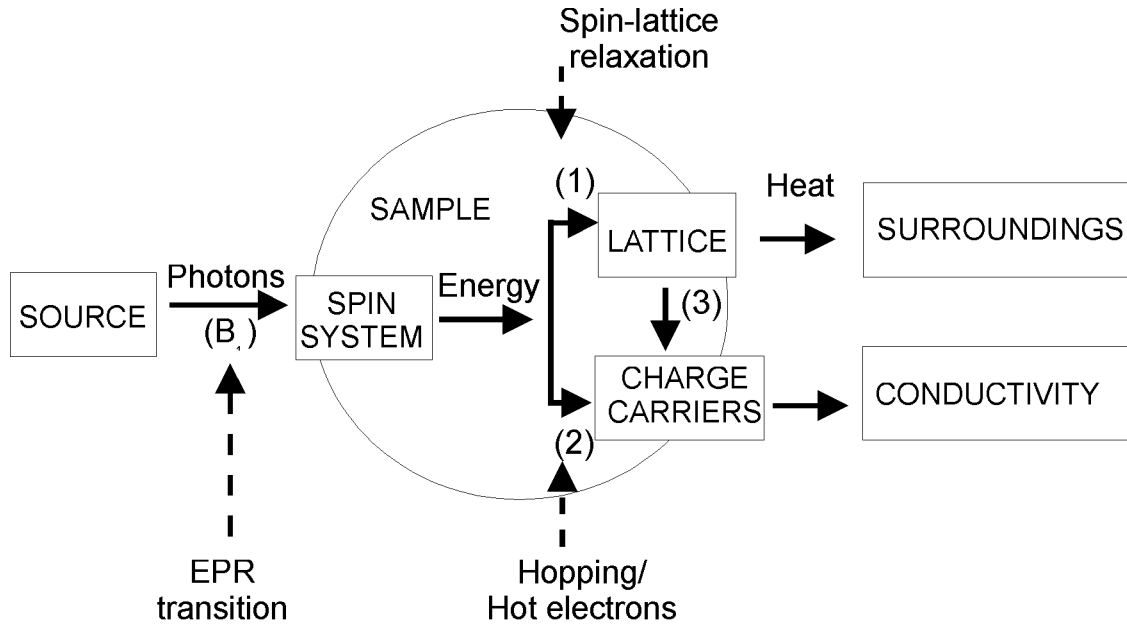 Spin-lattice
relaxation
(1)
Heat
SAMPLE
LATTICE
SURROUNDINGS
Photons
Energy
(3)
SOURCE
(B₁)
SPIN
SYSTEM
CHARGE
CARRIERS
CONDUCTIVITY
(2)
EPR
transition
Hopping/
Hot electrons